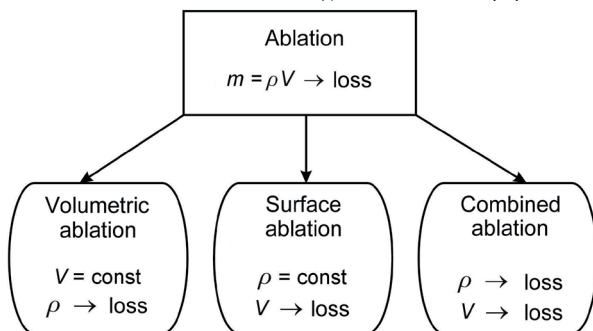 Ablation
m = ρV → loss
Volumetric
ablation
V = const
ρ → loss
Surface
ablation
ρ = const
V → loss
Combined
ablation
ρ → loss
V → loss